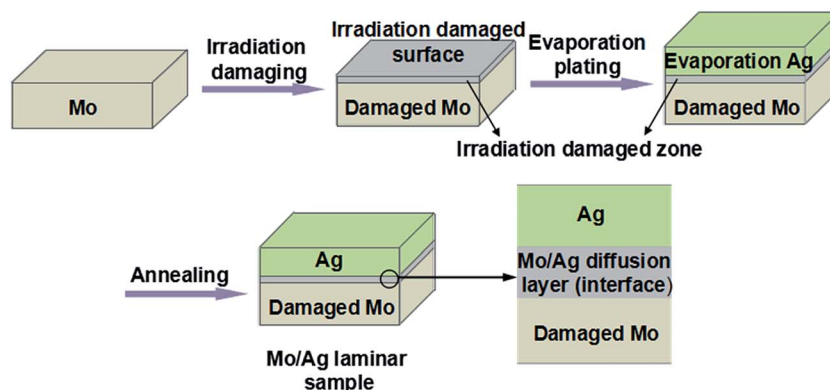 Mo
Irradiation
damaging
Irradiation damaged
surface
Damaged Mo
Evaporation
plating
Evaporation Ag
Damaged Mo
Irradiation damaged zone
Annealing
Ag
Damaged Mo
Mo/Ag laminar
sample
Ag
Mo/Ag diffusion
layer (interface)
Damaged Mo